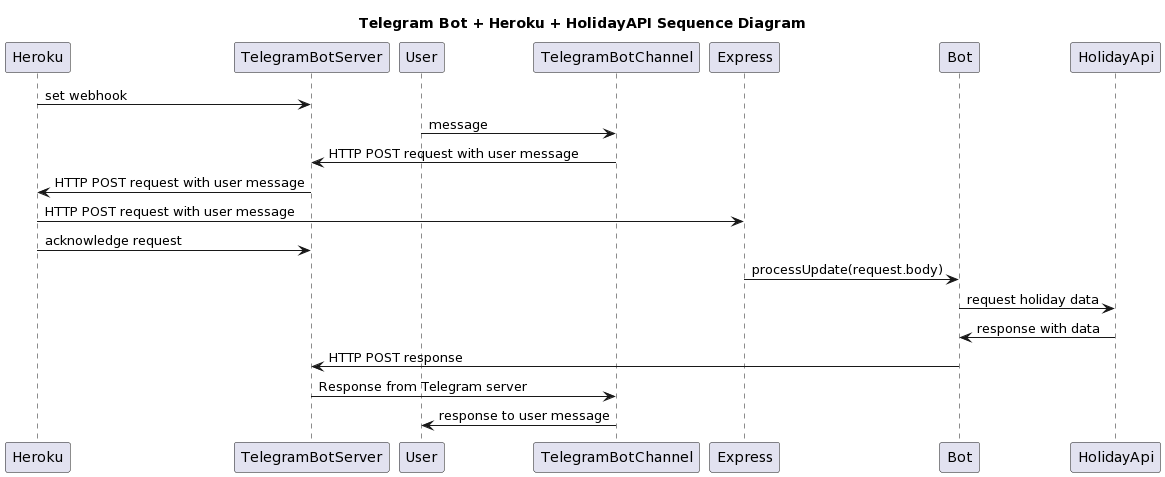 Telegram Bot + Heroku + HolidayAPI Sequence Diagram
Heroku TelegramBotServer User TelegramBotChannel Express Bot HolidayApi
set webhook
message
HTTP POST request with user message
HTTP POST request with user message
HTTP POST request with user message
acknowledge request
processUpdate(request.body)
request holiday data
response with data
HTTP POST response
Response from Telegram server
response to user message
Heroku TelegramBotServer User TelegramBotChannel Express Bot HolidayApi